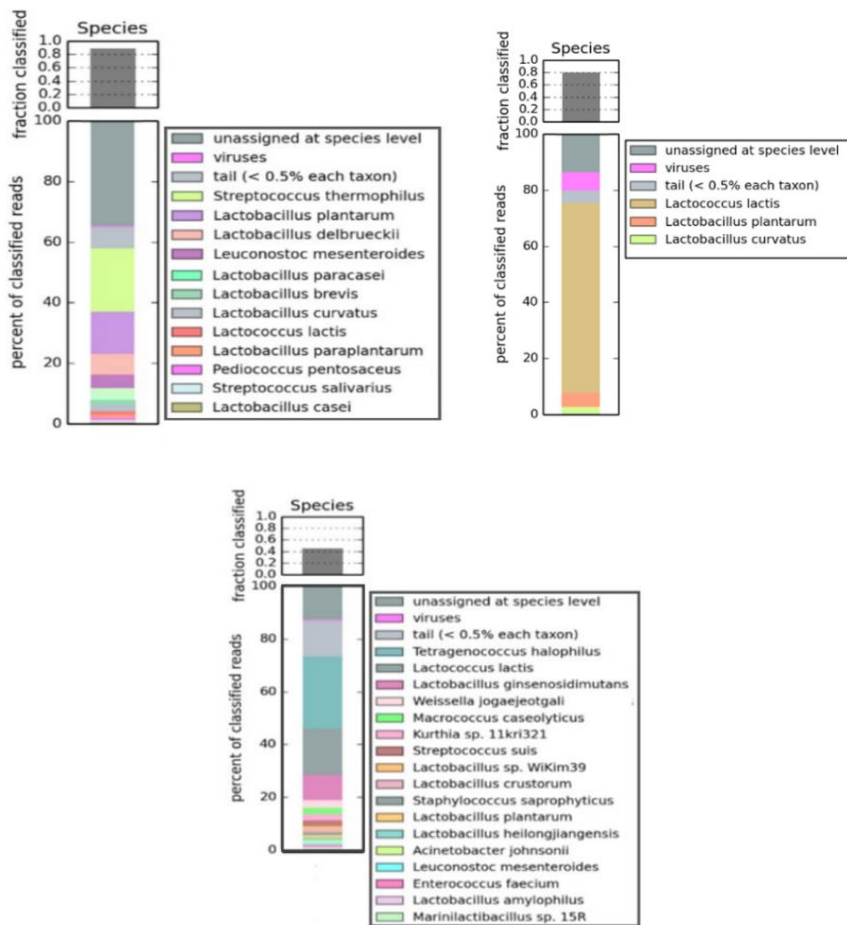 Species
fraction classified
1.0
0.8
0.6
0.4
0.2
0.0
percent of classified reads
100
80
60
40
20
0
unassigned at species level
viruses
tail (< 0.5% each taxon)
Streptococcus thermophilus
Lactobacillus plantarum
Lactobacillus delbrueckii
Leuconostoc mesenteroides
Lactobacillus paracasei
Lactobacillus brevis
Lactobacillus curvatus
Lactococcus lactis
Lactobacillus paraplantarum
Pediococcus pentosaceus
Streptococcus salivarius
Lactobacillus casei
Species
fraction classified
1.0
0.8
0.6
0.4
0.2
0.0
percent of classified reads
100
80
60
40
20
0
unassigned at species level
viruses
tail (< 0.5% each taxon)
Lactococcus lactis
Lactobacillus plantarum
Lactobacillus curvatus
Species
fraction classified
1.0
0.8
0.6
0.4
0.2
0.0
percent of classified reads
100
80
60
40
20
0
unassigned at species level
viruses
tail (< 0.5% each taxon)
Tetragenococcus halophilus
Lactococcus lactis
Lactobacillus ginsenosidimutans
Weissella jogaejeotgali
Macrococcus caseolyticus
Kurthia sp. 11kri321
Streptococcus suis
Lactobacillus sp. WiKim39
Lactobacillus crustorum
Staphylococcus saprophyticus
Lactobacillus plantarum
Lactobacillus heilongjiangensis
Acinetobacter johnsonii
Leuconostoc mesenteroides
Enterococcus faecium
Lactobacillus amylophilus
Marinilactibacillus sp. 15R